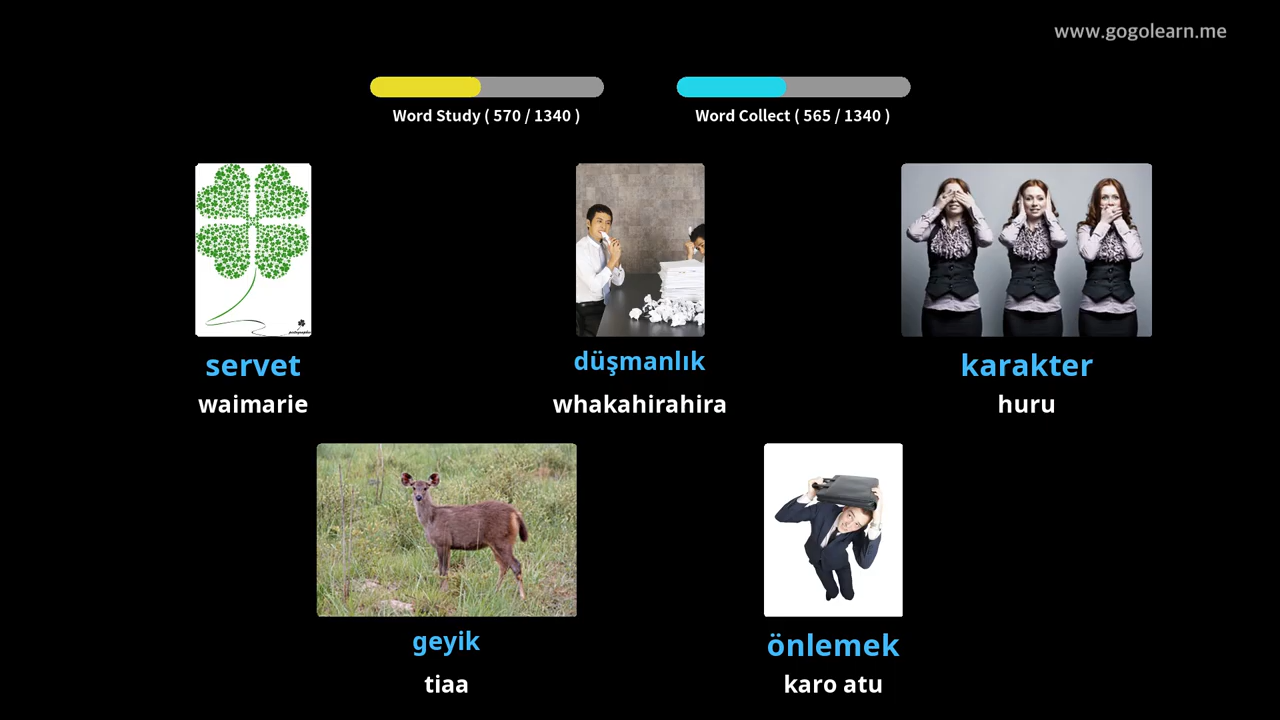 www.gogolearn.me
Word Study ( 570 / 1340 )
Word Collect ( 565 / 1340 )
servet
waimarie
düşmanlık
whakahirahira
karakter
huru
geyik
tiaa
önlemek
karo atu